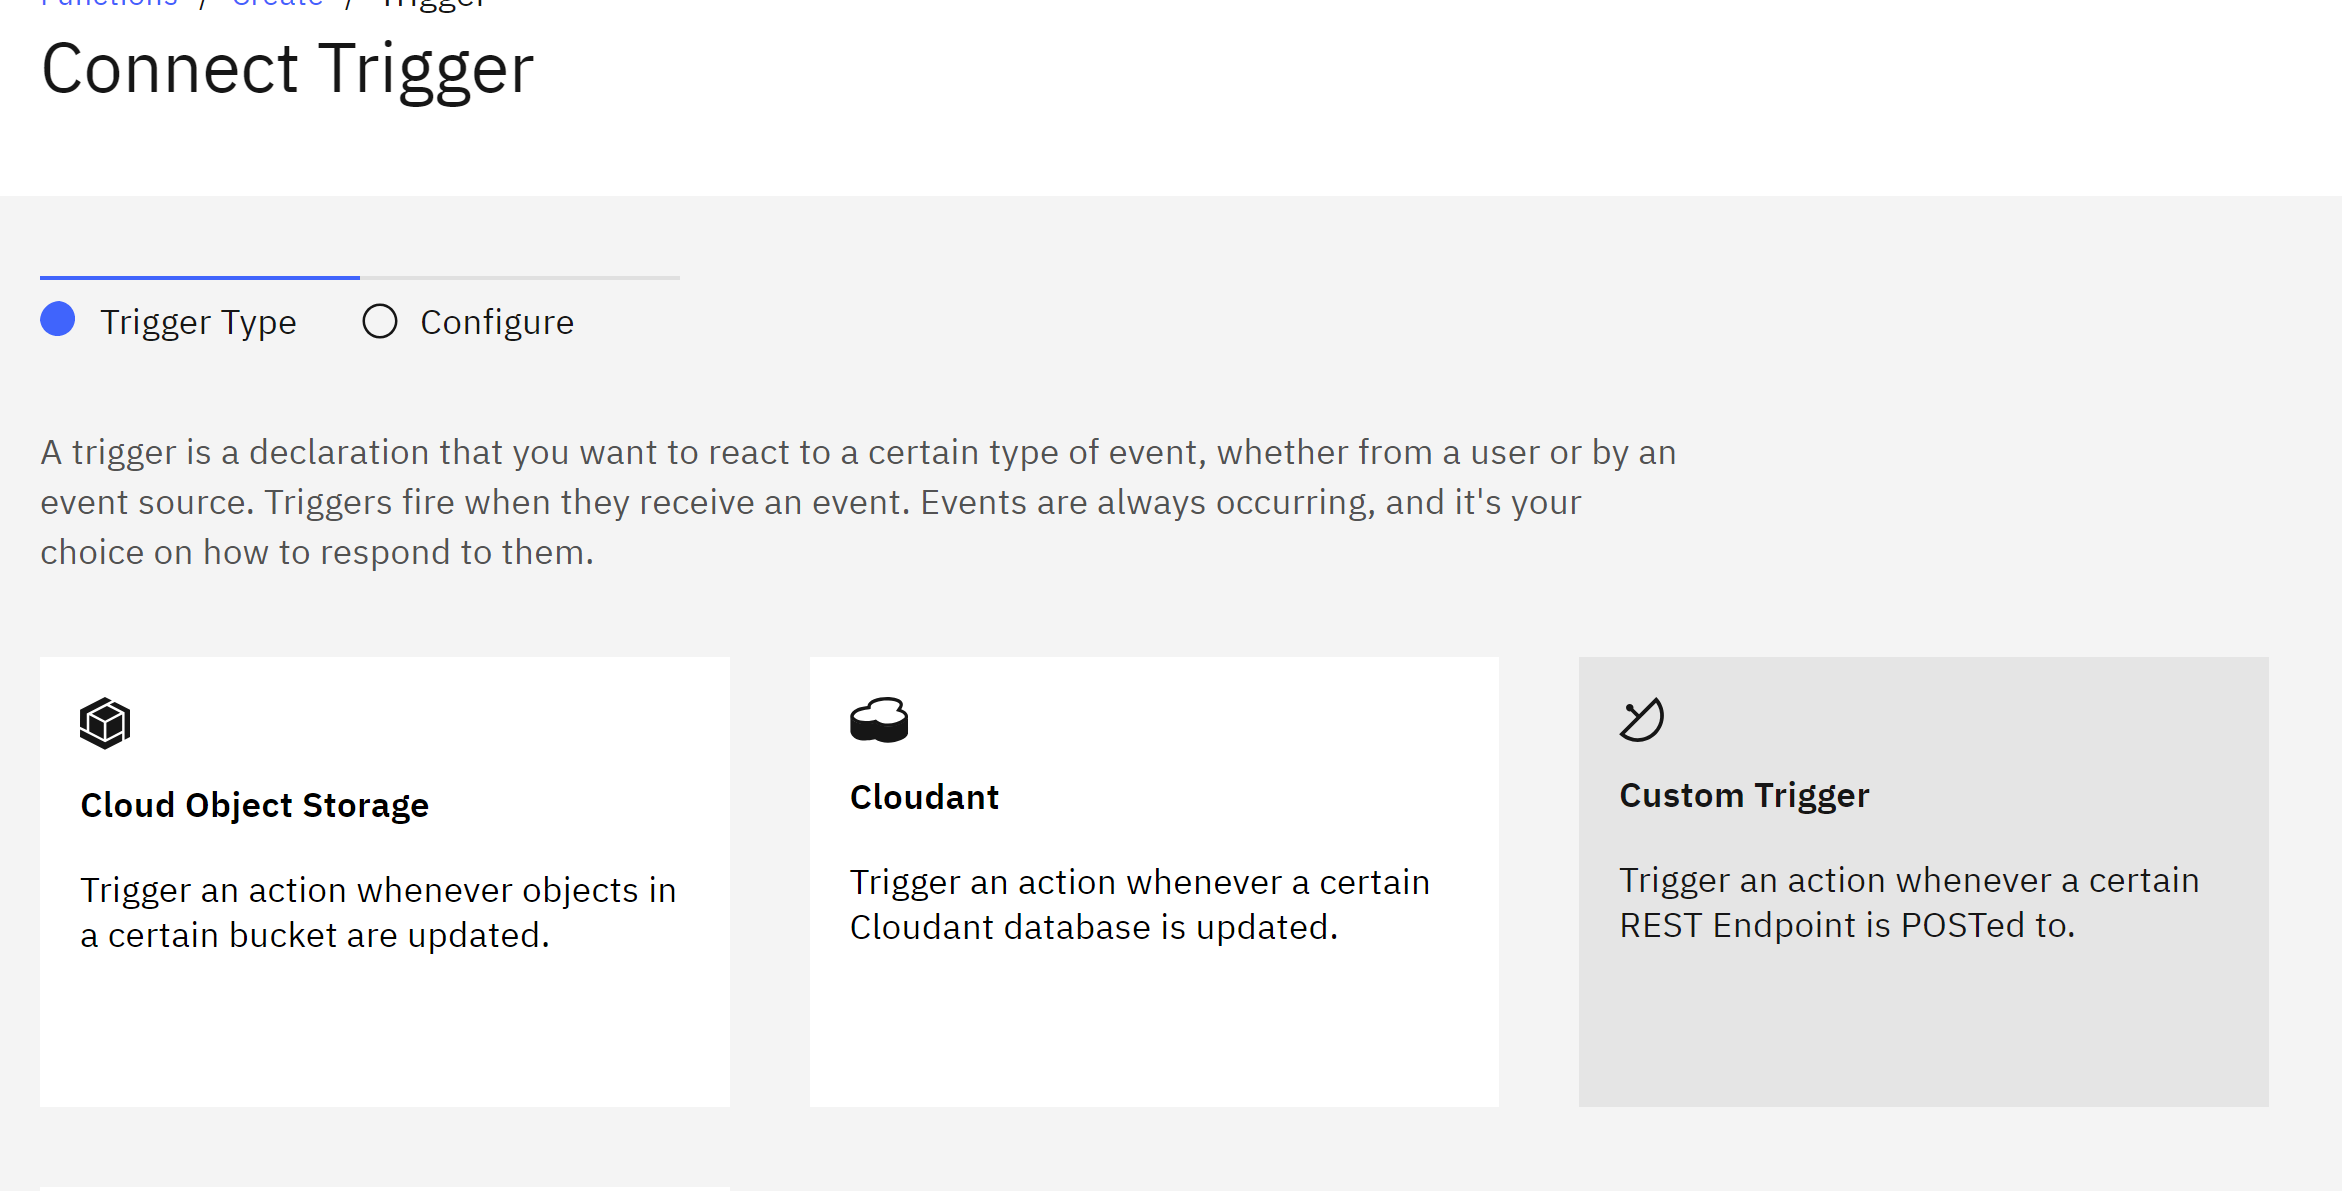 Functions / Create / Trigger
Connect Trigger
Trigger Type
Configure
A trigger is a declaration that you want to react to a certain type of event, whether from a user or by an
event source. Triggers fire when they receive an event. Events are always occurring, and it's your
choice on how to respond to them.
Cloud Object Storage
Trigger an action whenever objects in
a certain bucket are updated.
Cloudant
Trigger an action whenever a certain
Cloudant database is updated.
Custom Trigger
Trigger an action whenever a certain
REST Endpoint is POSTed to.